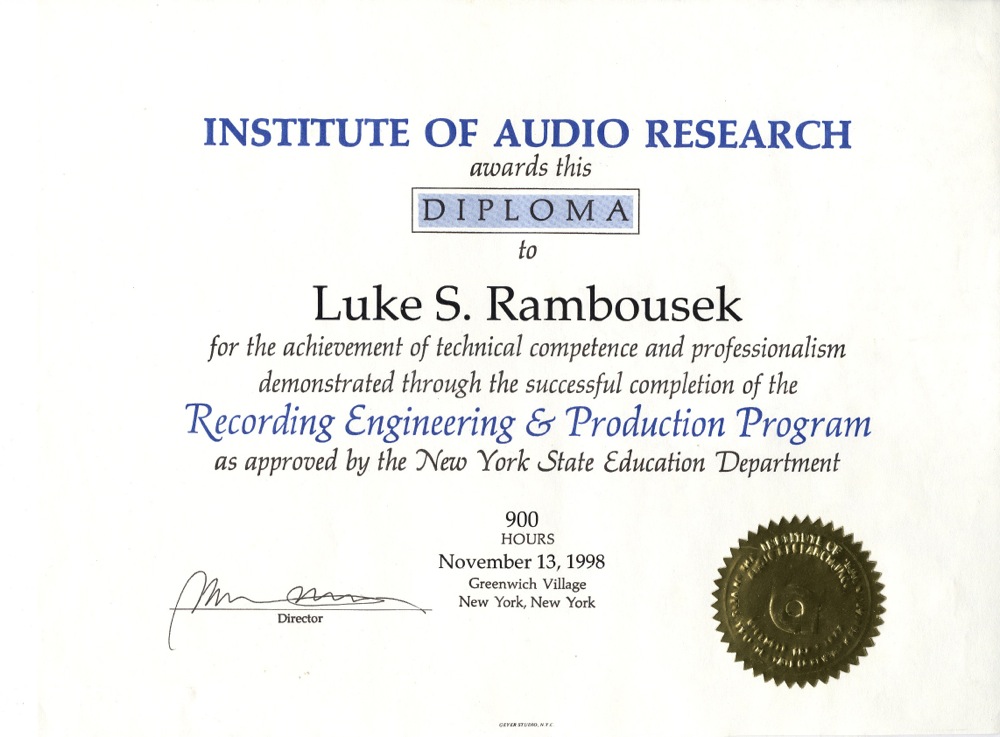 INSTITUTE OF AUDIO RESEARCH
awards this
DIPLOMA
to
Luke S. Rambousek
for the achievement of technical competence and professionalism
demonstrated through the successful completion of the
Recording Engineering & Production Program
as approved by the New York State Education Department
900
HOURS
November 13, 1998
Greenwich Village
New York, New York
Director
GEYER STUDIO, N.Y.C.